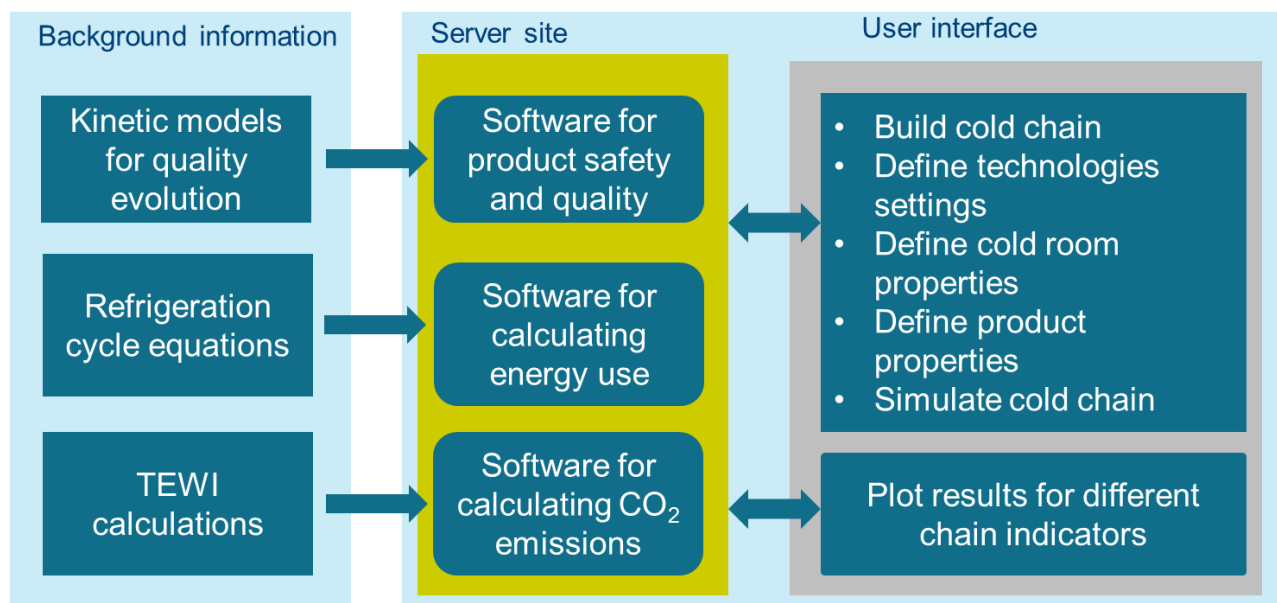 Background information
Kinetic models
for quality
evolution
Refrigeration
cycle equations
TEWI
calculations
Server site
Software for
product safety
and quality
Software for
calculating
energy use
Software for
calculating CO₂
emissions
User interface
• Build cold chain
• Define technologies
settings
• Define cold room
properties
• Define product
properties
• Simulate cold chain
Plot results for different
chain indicators